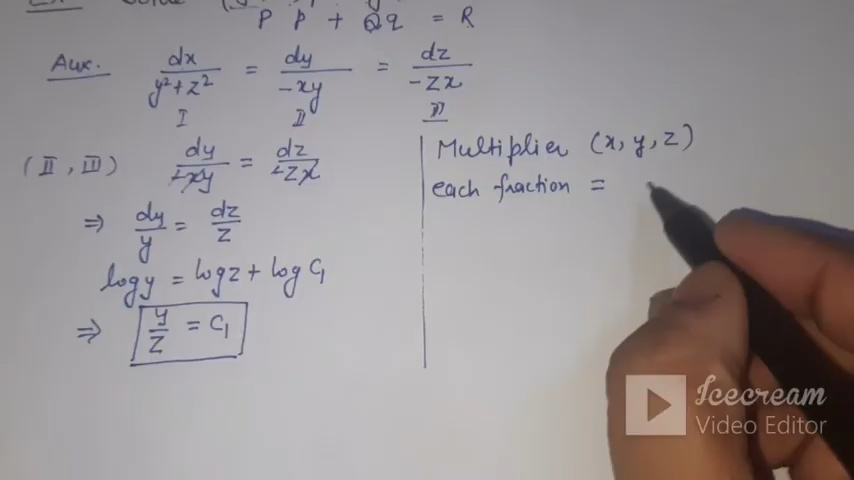 Solve
P p + Q q = R
Aux. dx/(y²+z²) = dy/(-xy) = dz/(-zx)
I II III
(II, III) dy/(-xy) = dz/(-zx)
⇒ dy/y = dz/z
log y = log z + log C₁
⇒ y/z = C₁
Multiplier (x, y, z)
each fraction =
Icecream
Video Editor